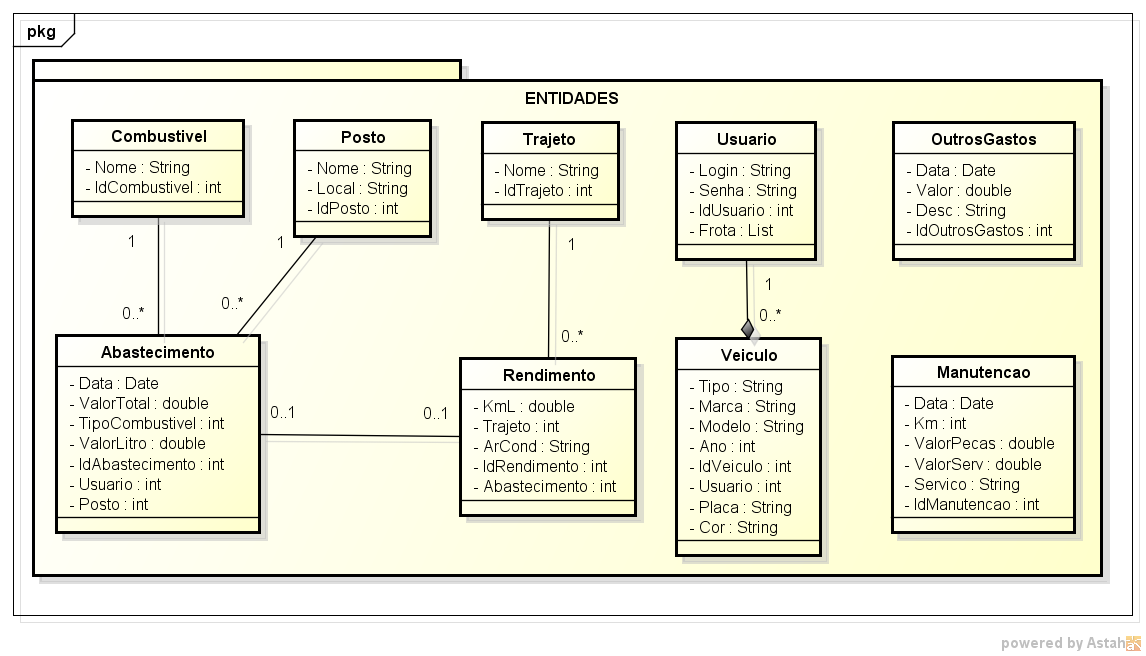 pkg
ENTIDADES
Combustivel
- Nome : String
- IdCombustivel : int
Posto
- Nome : String
- Local : String
- IdPosto : int
Trajeto
- Nome : String
- IdTrajeto : int
Usuario
- Login : String
- Senha : String
- IdUsuario : int
- Frota : List
OutrosGastos
- Data : Date
- Valor : double
- Desc : String
- IdOutrosGastos : int
1
1
1
1
0..*
0..*
0..*
0..*
Abastecimento
- Data : Date
- ValorTotal : double
- TipoCombustivel : int
- ValorLitro : double
- IdAbastecimento : int
- Usuario : int
- Posto : int
0..1
0..1
Rendimento
- KmL : double
- Trajeto : int
- ArCond : String
- IdRendimento : int
- Abastecimento : int
Veiculo
- Tipo : String
- Marca : String
- Modelo : String
- Ano : int
- IdVeiculo : int
- Usuario : int
- Placa : String
- Cor : String
Manutencao
- Data : Date
- Km : int
- ValorPecas : double
- ValorServ : double
- Servico : String
- IdManutencao : int
powered by Astah